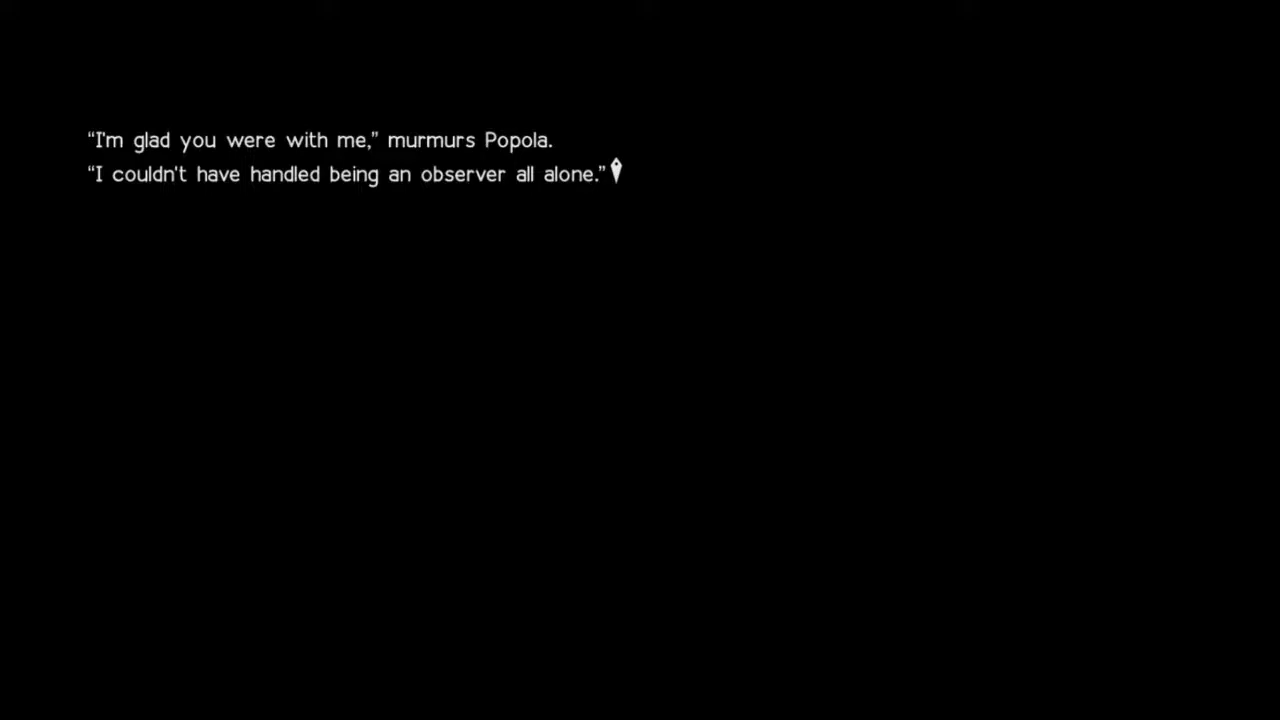 “I'm glad you were with me,” murmurs Popola.
“I couldn't have handled being an observer all alone.”